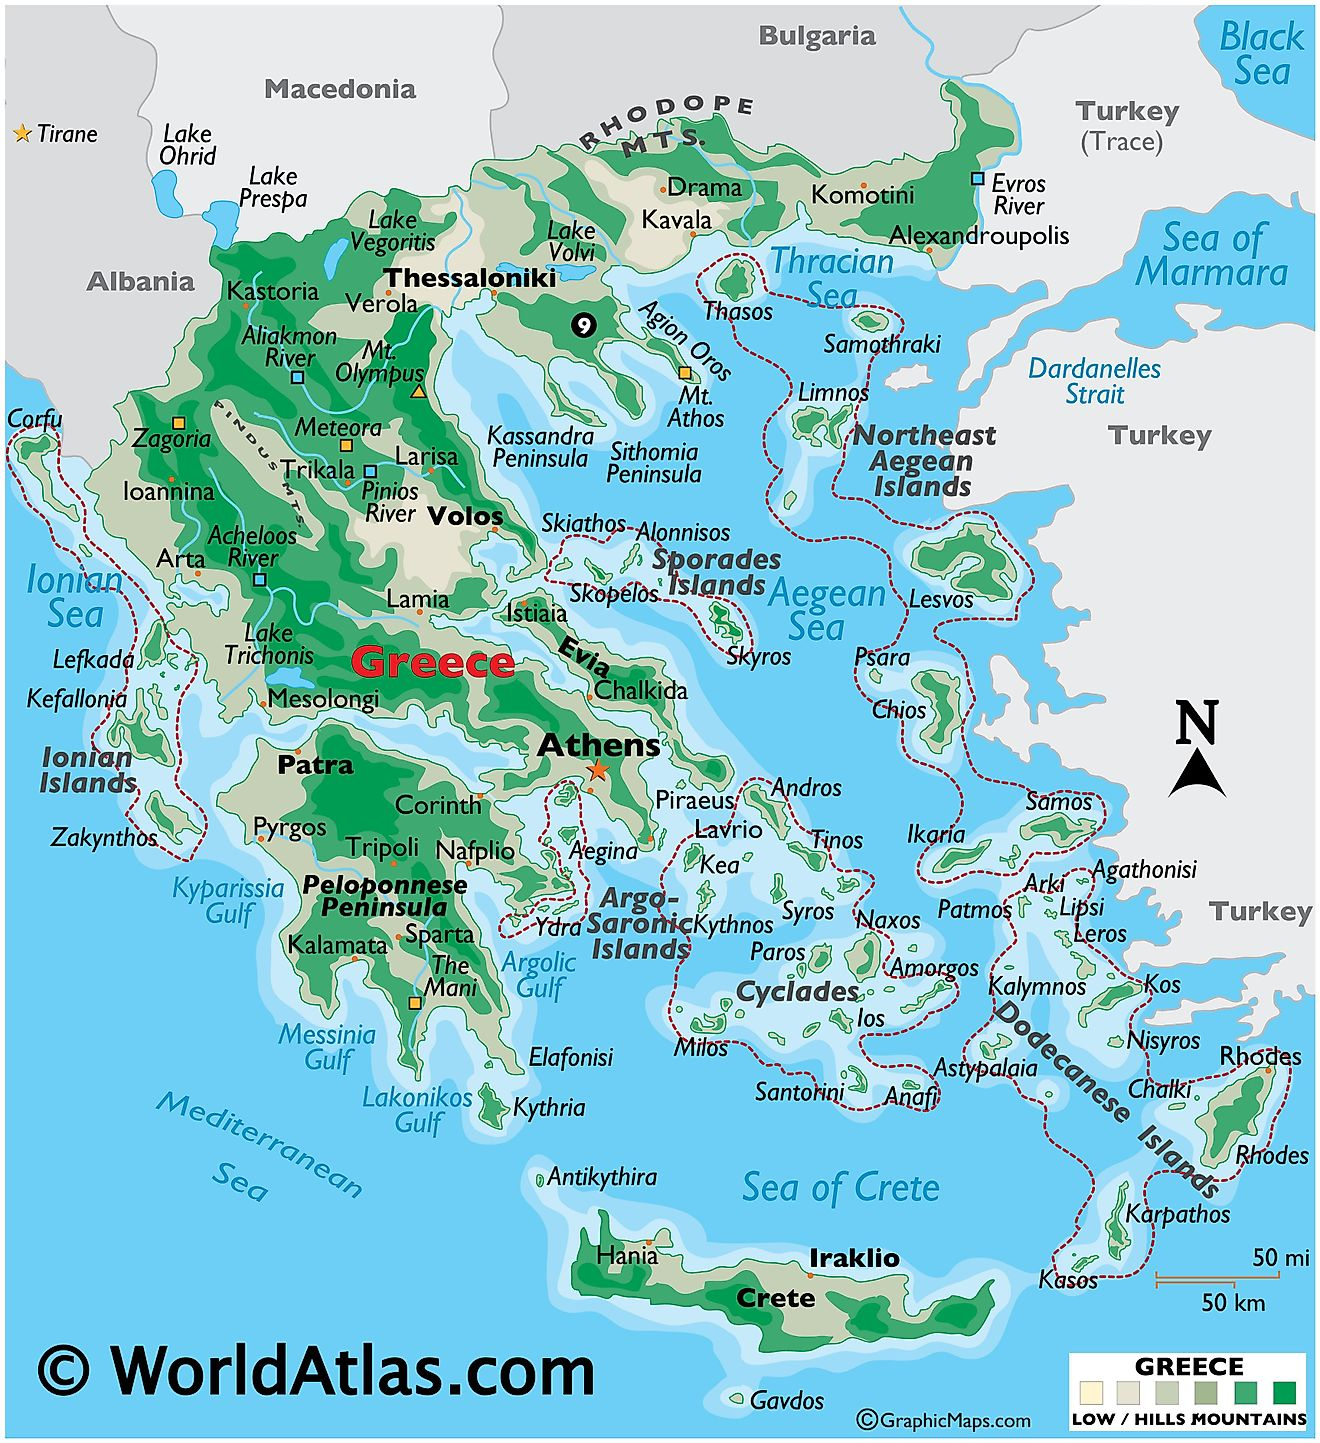 Bulgaria
Black
Sea
Macedonia
RHODOPE
MTS.
Turkey
(Trace)
Tirane
Lake
Ohrid
Lake
Prespa
Drama
Komotini
Evros
River
Lake
Vegoritis
Kavala
Lake
Volvi
Alexandroupolis
Sea of
Marmara
Albania
Thessaloniki
Thracian
Sea
Kastoria
Verola
Thasos
Agion Oros
9
Samothraki
Aliakmon
River
Mt.
Olympus
Dardanelles
Strait
Mt.
Athos
Limnos
Corfu
Zagoria
PINDUS MTS.
Meteora
Kassandra
Peninsula
Sithomia
Peninsula
Northeast
Aegean
Islands
Turkey
Larisa
Trikala
Ioannina
Pinios
River
Volos
Skiathos
Alonnisos
Acheloos
River
Arta
Sporades
Islands
Ionian
Sea
Skopelos
Aegean
Sea
Lesvos
Lamia
Istiaia
Lake
Trichonis
Evia
Skyros
Psara
Lefkada
Greece
Kefallonia
Mesolongi
Chalkida
Chios
N
Athens
Ionian
Islands
Patra
Piraeus
Andros
Samos
Corinth
Lavrio
Tinos
Ikaria
Zakynthos
Pyrgos
Tripoli
Nafplio
Aegina
Kea
Agathonisi
Kyparissia
Gulf
Peloponnese
Peninsula
Argo-
Saronic
Islands
Arki
Patmos
Lipsi
Turkey
Syros
Kythnos
Naxos
Ydra
Leros
Kalamata
Sparta
Paros
Argolic
Gulf
The
Mani
Amorgos
Kalymnos
Kos
Cyclades
Ios
Dodecanese Islands
Messinia
Gulf
Milos
Nisyros
Elafonisi
Astypalaia
Rhodes
Lakonikos
Gulf
Santorini
Anafi
Chalki
Kythria
Mediterranean
Sea
Rhodes
Antikythira
Sea of Crete
Karpathos
Hania
Iraklio
50 mi
Kasos
Crete
50 km
© WorldAtlas.com
GREECE
LOW / HILLS MOUNTAINS
Gavdos
©GraphicMaps.com